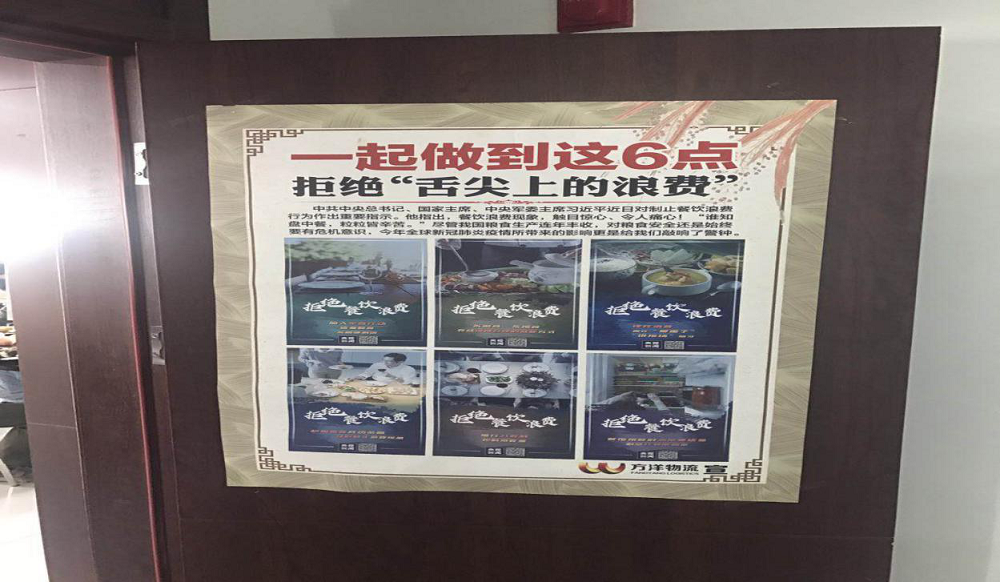 一起做到这6点
拒绝“舌尖上的浪费”
中共中央总书记、国家主席、中央军委主席习近平近日对制止餐饮浪费
行为作出重要指示。他指出，餐饮浪费现象，触目惊心、令人痛心！“谁知
盘中餐，粒粒皆辛苦。”尽管我国粮食生产连年丰收，对粮食安全还是始终
要有危机意识，今年全球新冠肺炎疫情所带来的影响更是给我们敲响了警钟。
拒绝餐饮浪费
拒绝餐饮浪费
拒绝餐饮浪费
拒绝餐饮浪费
拒绝餐饮浪费
拒绝餐饮浪费
方洋物流 宣
FANGYANG LOGISTICS